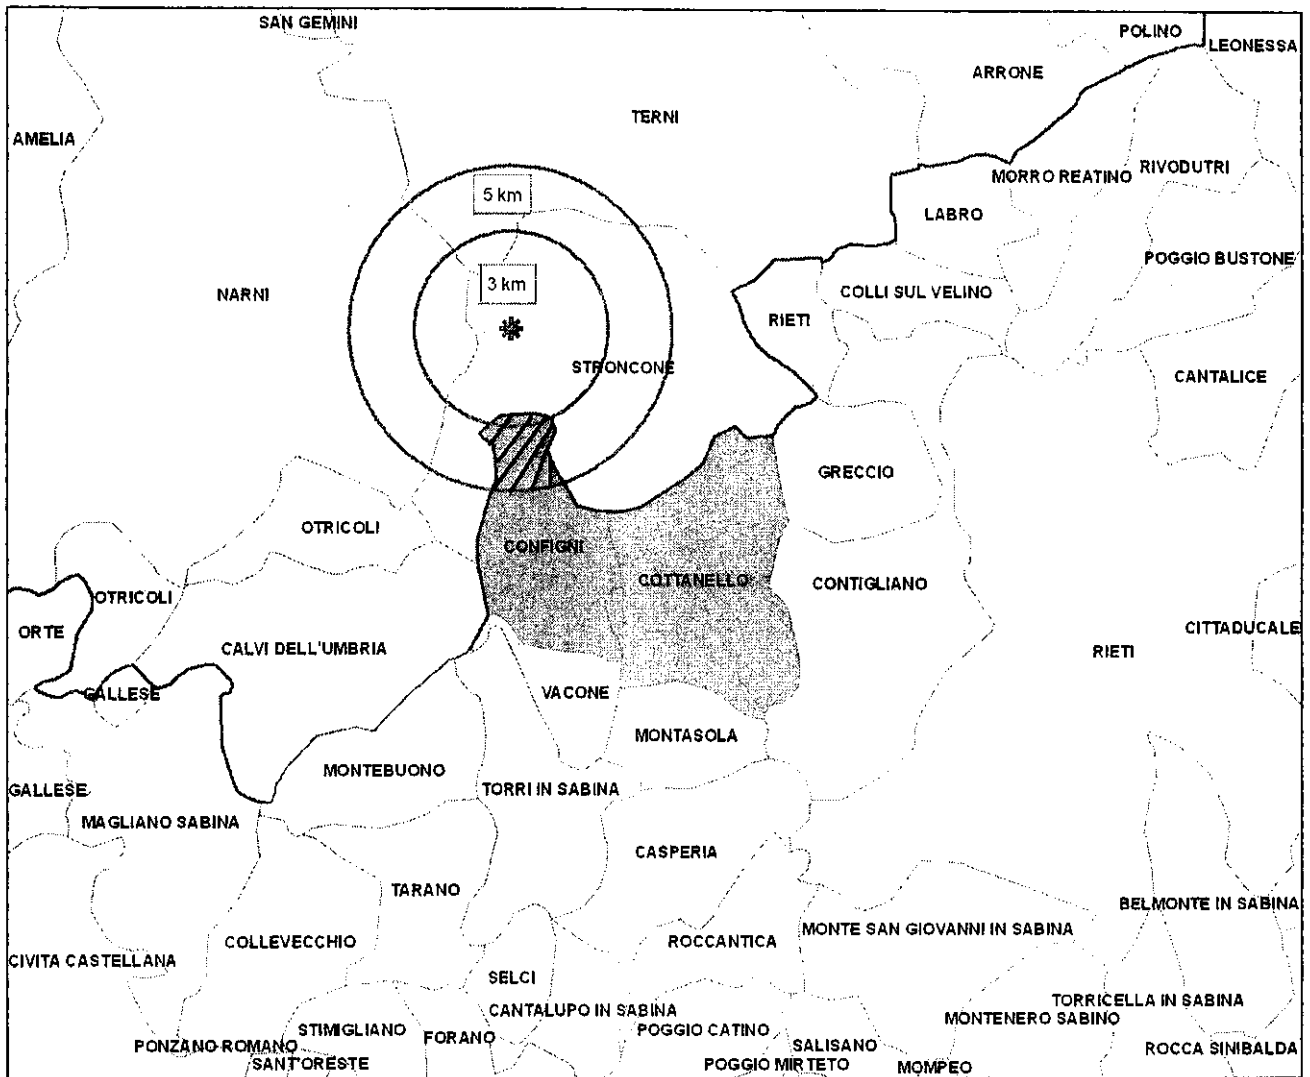 SAN GEMINI
POLINO
LEONESSA
ARRONE
TERNI
AMELIA
5 km
MORRO REATINO
RIVODUTRI
LABRO
POGGIO BUSTONE
3 km
NARNI
COLLI SUL VELINO
RIETI
STRONCONE
CANTALICE
GRECCIO
OTRICOLI
CONFIGNI
COTTANELLO
CONTIGLIANO
OTRICOLI
ORTE
CITTADUCALE
CALVI DELL'UMBRIA
RIETI
GALLESE
VACONE
MONTASOLA
MONTEBUONO
GALLESE
TORRI IN SABINA
MAGLIANO SABINA
CASPERIA
TARANO
BELMONTE IN SABINA
COLLEVECCHIO
ROCCANTICA
MONTE SAN GIOVANNI IN SABINA
CIVITA CASTELLANA
SELCI
TORRICELLA IN SABINA
CANTALUPO IN SABINA
MONTENERO SABINO
STIMIGLIANO
FORANO
POGGIO CATINO
PONZANO ROMANO
SALISANO
ROCCA SINIBALDA
SANT'ORESTE
POGGIO MIRTETO
MOMPEO